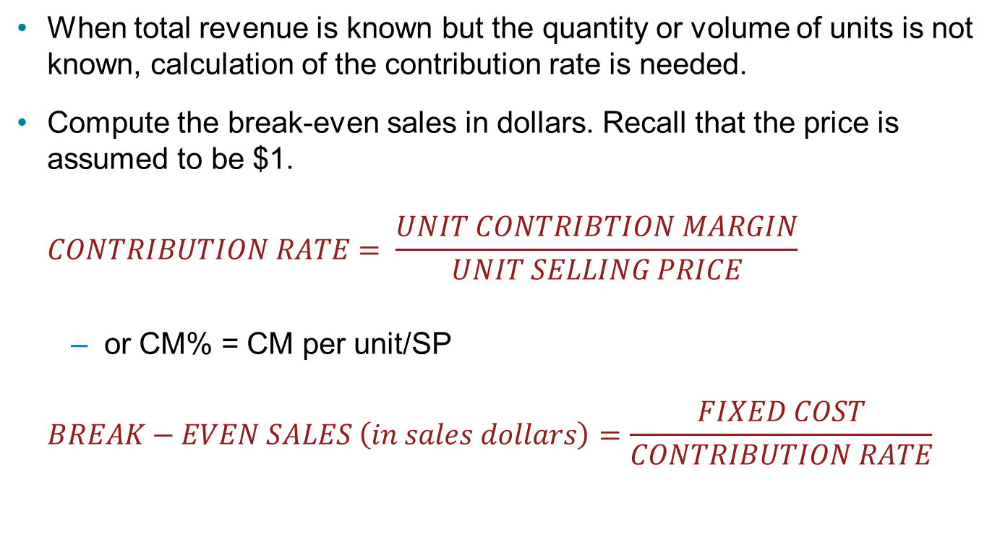 • When total revenue is known but the quantity or volume of units is not
known, calculation of the contribution rate is needed.
• Compute the break-even sales in dollars. Recall that the price is
assumed to be $1.
CONTRIBUTION RATE = UNIT CONTRIBTION MARGIN
UNIT SELLING PRICE
– or CM% = CM per unit/SP
BREAK – EVEN SALES (in sales dollars) = FIXED COST
CONTRIBUTION RATE